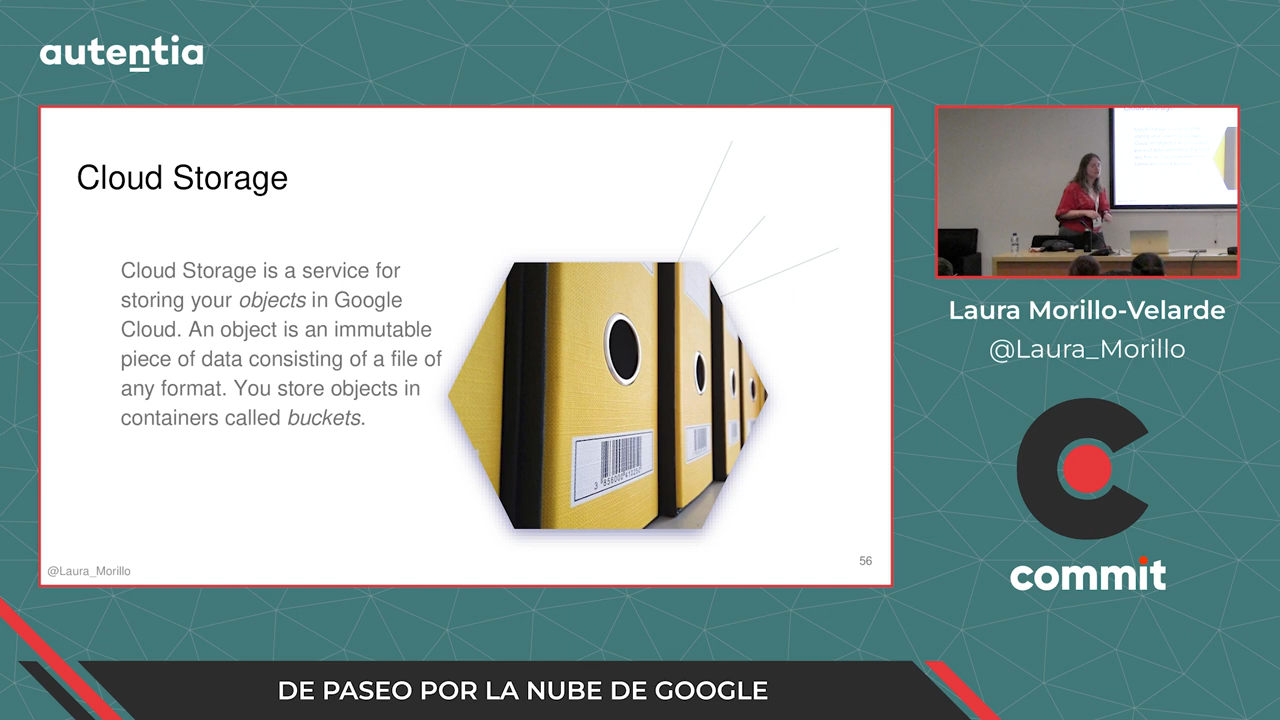 autentia
Cloud Storage
Cloud Storage is a service for
storing your objects in Google
Cloud. An object is an immutable
piece of data consisting of a file of
any format. You store objects in
containers called buckets.
@Laura_Morillo
56
Laura Morillo-Velarde
@Laura_Morillo
commit
DE PASEO POR LA NUBE DE GOOGLE